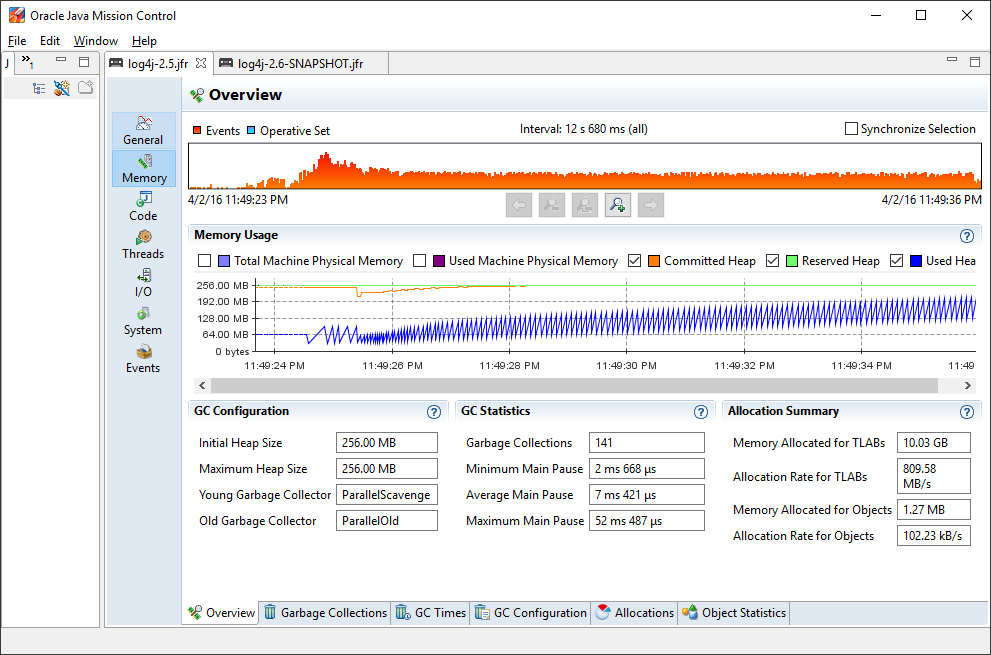 Oracle Java Mission Control
File Edit Window Help
J »1 log4j-2.5.jfr log4j-2.6-SNAPSHOT.jfr
Overview
Events Operative Set Interval: 12 s 680 ms (all) Synchronize Selection
4/2/16 11:49:23 PM 4/2/16 11:49:36 PM
General
Memory
Code
Threads
I/O
System
Events
Memory Usage
Total Machine Physical Memory Used Machine Physical Memory Committed Heap Reserved Heap Used Hea
256.00 MB
192.00 MB
128.00 MB
64.00 MB
0 bytes
11:49:24 PM 11:49:26 PM 11:49:28 PM 11:49:30 PM 11:49:32 PM 11:49:34 PM 11:49
GC Configuration
Initial Heap Size 256.00 MB
Maximum Heap Size 256.00 MB
Young Garbage Collector ParallelScavenge
Old Garbage Collector ParallelOld
GC Statistics
Garbage Collections 141
Minimum Main Pause 2 ms 668 µs
Average Main Pause 7 ms 421 µs
Maximum Main Pause 52 ms 487 µs
Allocation Summary
Memory Allocated for TLABs 10.03 GB
Allocation Rate for TLABs 809.58
MB/s
Memory Allocated for Objects 1.27 MB
Allocation Rate for Objects 102.23 kB/s
Overview Garbage Collections GC Times GC Configuration Allocations Object Statistics